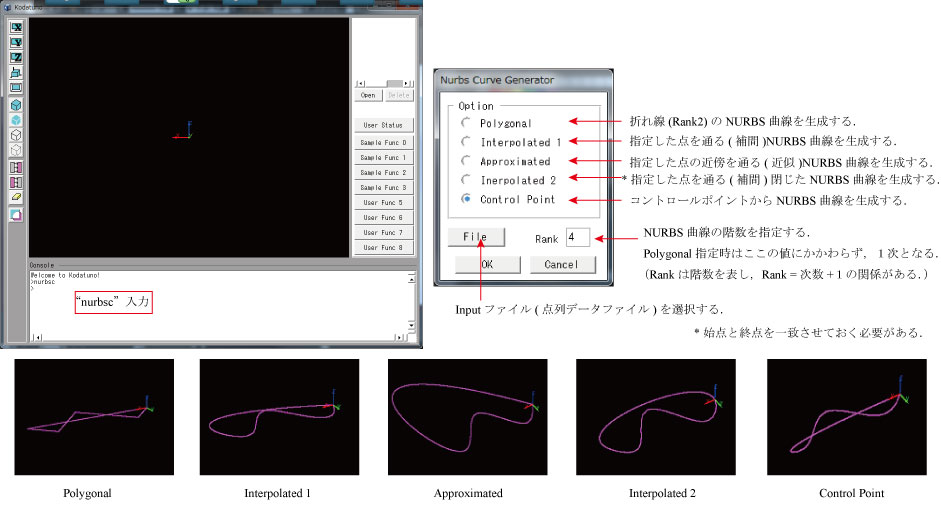 Kodatuno
Open
Delete
User Status
Sample Func 0
Sample Func 1
Sample Func 2
Sample Func 3
User Func 5
User Func 6
User Func 7
User Func 8
Console
Welcome to Kodatuno!
>nurbsc
>
“nurbsc” 入力
Nurbs Curve Generator
Option
Polygonal
Interpolated 1
Approximated
Inerpolated 2
Control Point
File
Rank 4
OK
Cancel
折れ線 (Rank2) の NURBS 曲線を生成する．
指定した点を通る ( 補間 )NURBS 曲線を生成する．
指定した点の近傍を通る ( 近似 )NURBS 曲線を生成する．
* 指定した点を通る ( 補間 ) 閉じた NURBS 曲線を生成する．
コントロールポイントから NURBS 曲線を生成する．
NURBS 曲線の階数を指定する．
Polygonal 指定時はここの値にかかわらず，１次となる．
（Rank は階数を表し，Rank = 次数 + 1 の関係がある．）
Input ファイル ( 点列データファイル ) を選択する．
* 始点と終点を一致させておく必要がある．
Polygonal
Interpolated 1
Approximated
Interpolated 2
Control Point